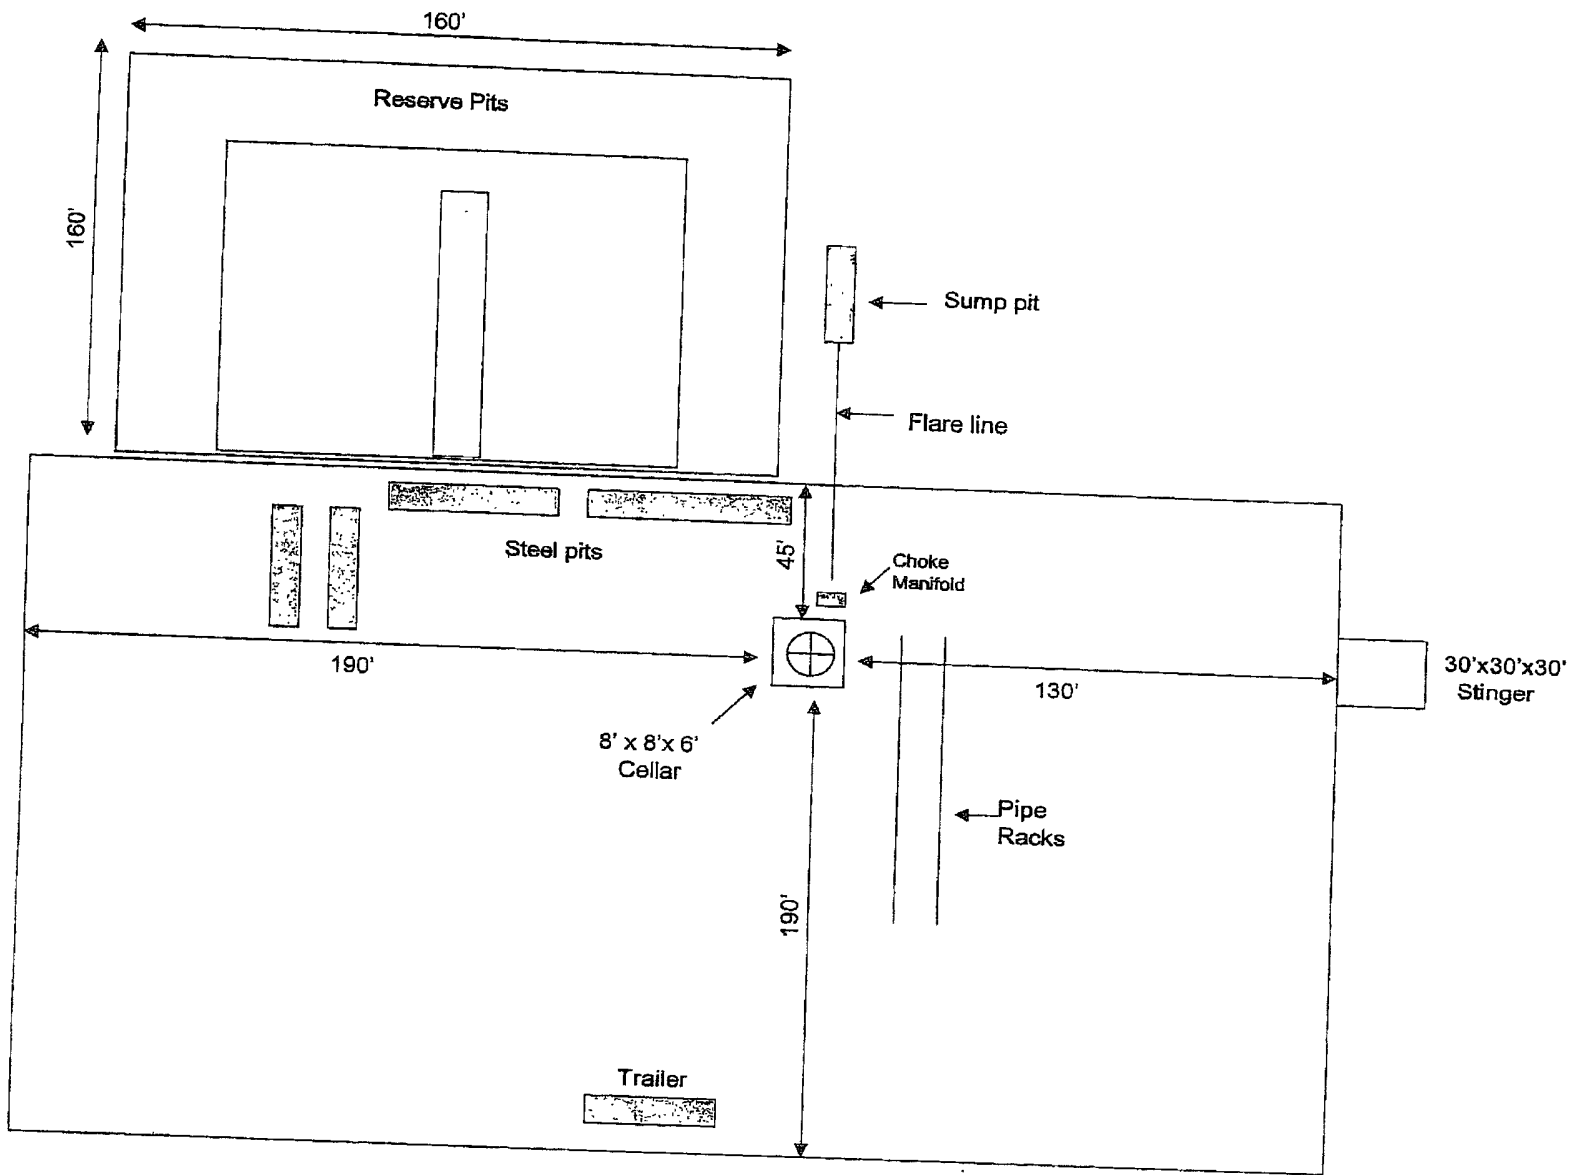 160'
Reserve Pits
160'
Sump pit
Flare line
Steel pits
45'
Choke
Manifold
190'
130'
30'x30'x30'
Stinger
8' x 8'x 6'
Cellar
Pipe
Racks
190'
Trailer